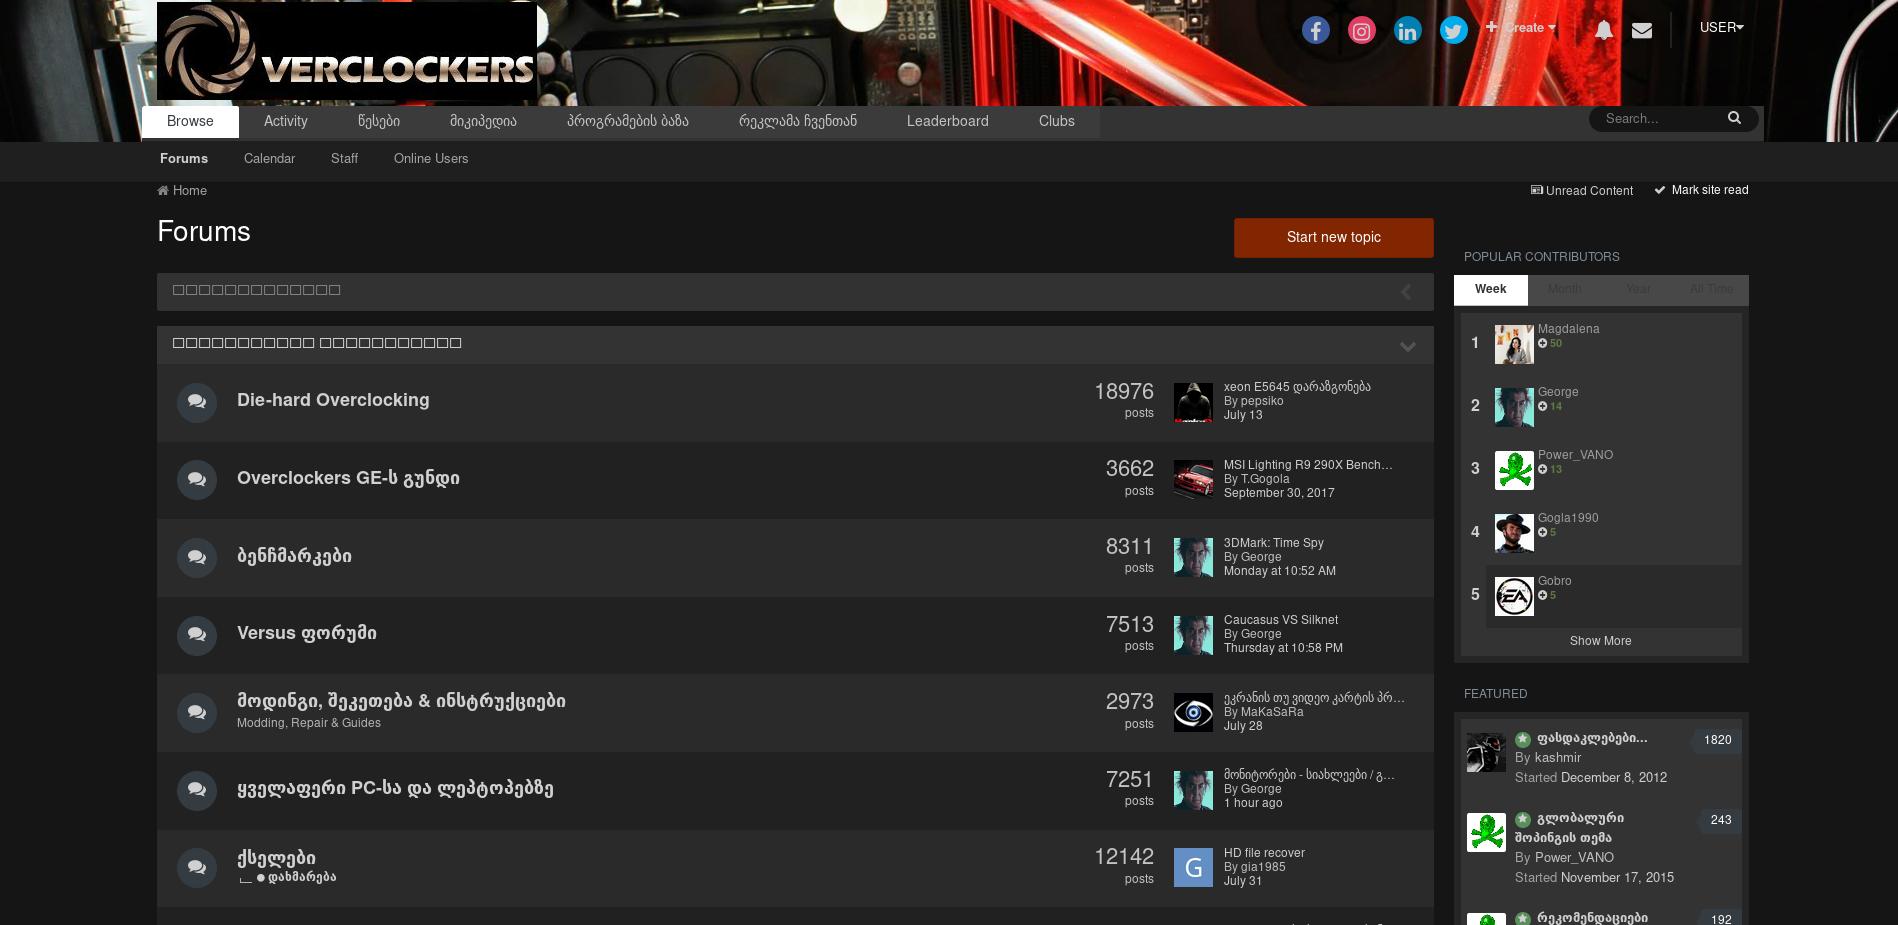 VERCLOCKERS
Create
USER
Browse Activity წესები მიკიპედია პროგრამების ბაზა რეკლამა ჩვენთან Leaderboard Clubs Search...
Forums Calendar Staff Online Users
Home Unread Content Mark site read
Forums
Start new topic
Die-hard Overclocking
18976
posts
xeon E5645 დარაზგონება
By pepsiko
July 13
Overclockers GE-ს გუნდი
3662
posts
MSI Lighting R9 290X Bench…
By T.Gogola
September 30, 2017
ბენჩმარკები
8311
posts
3DMark: Time Spy
By George
Monday at 10:52 AM
Versus ფორუმი
7513
posts
Caucasus VS Silknet
By George
Thursday at 10:58 PM
მოდინგი, შეკეთება & ინსტრუქციები
Modding, Repair & Guides
2973
posts
ეკრანის თუ ვიდეო კარტის პრ…
By MaKaSaRa
July 28
ყველაფერი PC-სა და ლეპტოპებზე
7251
posts
მონიტორები - სიახლეები / გ…
By George
1 hour ago
ქსელები
დახმარება
12142
posts
G
HD file recover
By gia1985
July 31
POPULAR CONTRIBUTORS
Week Month Year All Time
1 Magdalena
50
2 George
14
3 Power_VANO
13
4 Gogla1990
5
5 Gobro
5
EA
Show More
FEATURED
ფასდაკლებები... 1820
By kashmir
Started December 8, 2012
გლობალური 243
შოპინგის თემა
By Power_VANO
Started November 17, 2015
რეკომენდაციები 192